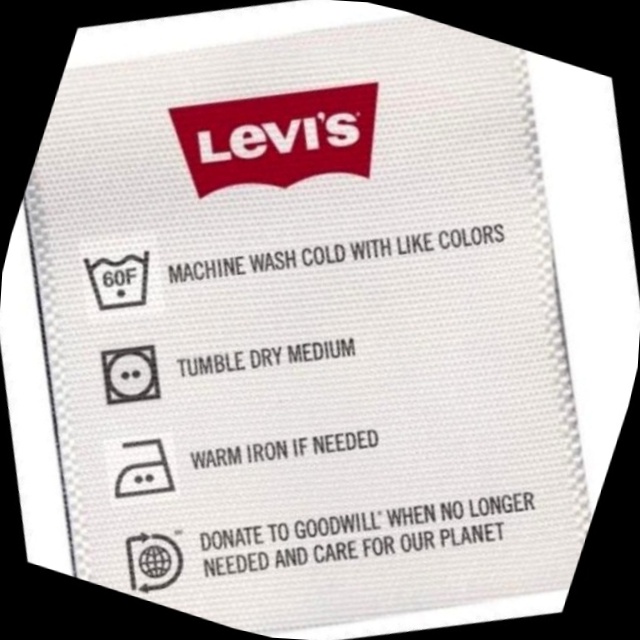 LEVI'S
60F
MACHINE WASH COLD WITH LIKE COLORS
TUMBLE DRY MEDIUM
WARM IRON IF NEEDED
DONATE TO GOODWILL® WHEN NO LONGER
NEEDED AND CARE FOR OUR PLANET